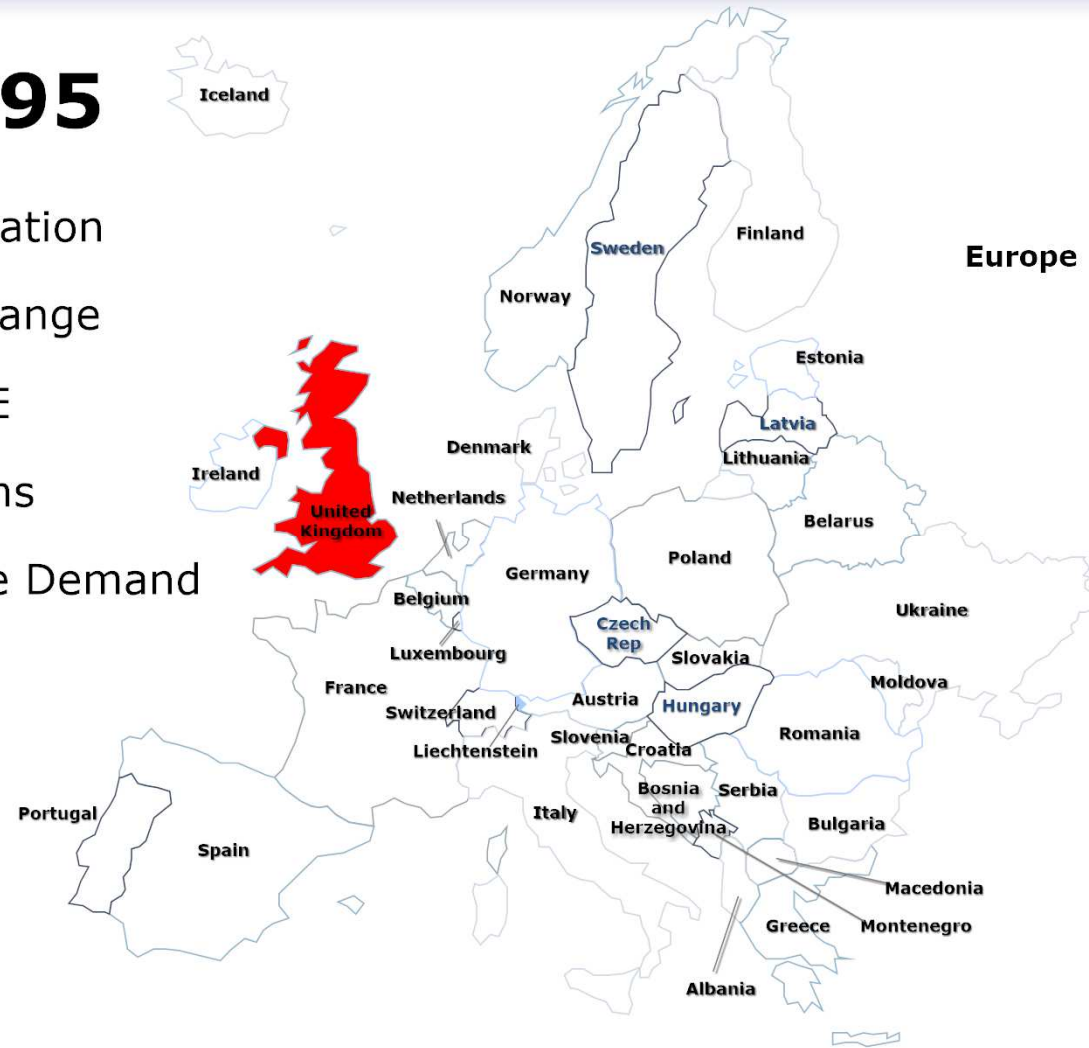 95
ation
ange
E
ns
e Demand
Europe
Iceland
Sweden
Finland
Norway
Estonia
Latvia
Lithuania
Denmark
Ireland
Netherlands
United
Kingdom
Belarus
Poland
Germany
Belgium
Ukraine
Czech
Rep
Luxembourg
Slovakia
France
Moldova
Switzerland
Austria
Hungary
Liechtenstein
Slovenia
Croatia
Romania
Portugal
Spain
Italy
Bosnia
and
Herzegovina
Serbia
Bulgaria
Macedonia
Greece
Montenegro
Albania